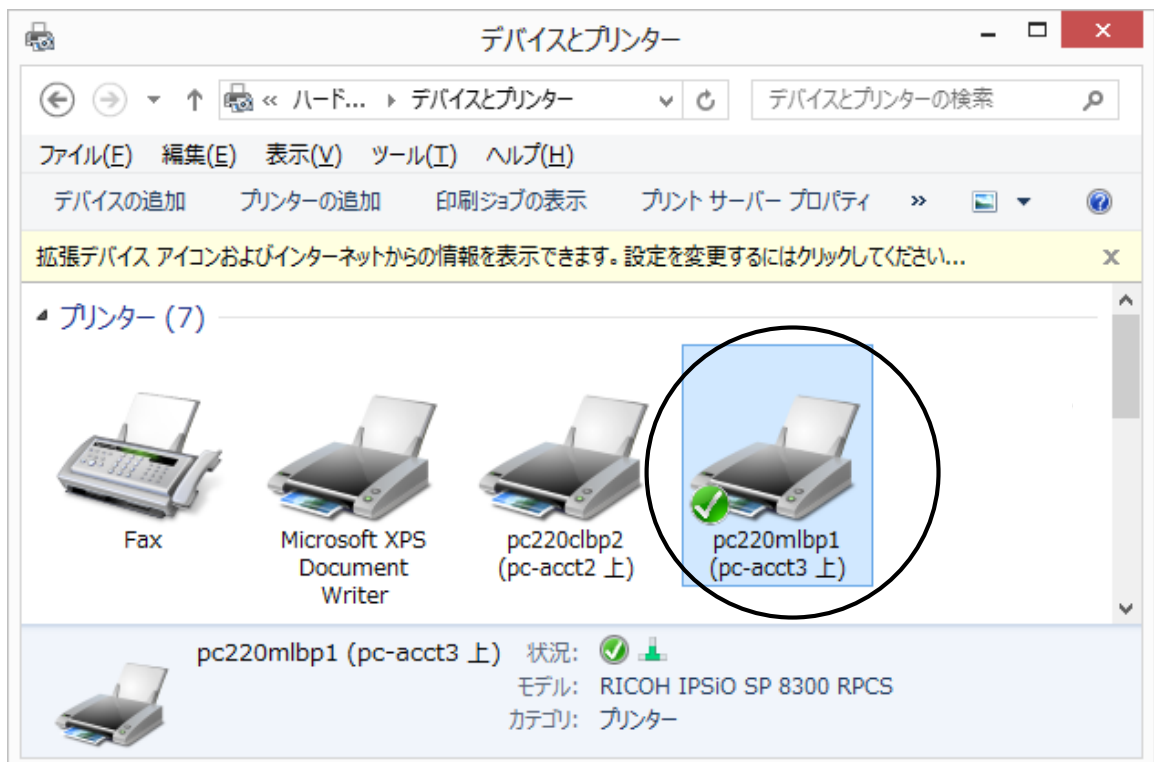 デバイスとプリンター
« ハード... デバイスとプリンター デバイスとプリンターの検索
ファイル(F) 編集(E) 表示(V) ツール(T) ヘルプ(H)
デバイスの追加 プリンターの追加 印刷ジョブの表示 プリント サーバー プロパティ »
拡張デバイス アイコンおよびインターネットからの情報を表示できます。設定を変更するにはクリックしてください...
プリンター (7)
Fax
Microsoft XPS
Document
Writer
pc220clbp2
(pc-acct2 上)
pc220mlbp1
(pc-acct3 上)
pc220mlbp1 (pc-acct3 上) 状況:
モデル: RICOH IPSiO SP 8300 RPCS
カテゴリ: プリンター